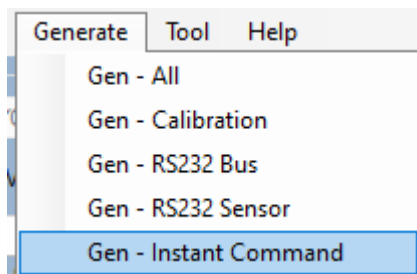 Generate Tool Help
Gen - All
Gen - Calibration
Gen - RS232 Bus
Gen - RS232 Sensor
Gen - Instant Command